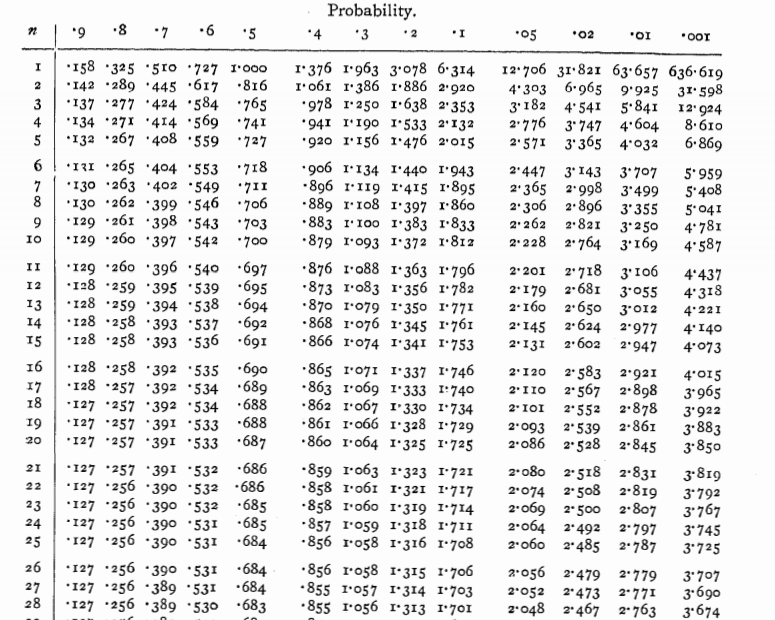 Probability.
n ·9 ·8 ·7 ·6 ·5 ·4 ·3 ·2 ·1 ·05 ·02 ·01 ·001
1 ·158 ·325 ·510 ·727 1·000 1·376 1·963 3·078 6·314 12·706 31·821 63·657 636·619
2 ·142 ·289 ·445 ·617 ·816 1·061 1·386 1·886 2·920 4·303 6·965 9·925 31·598
3 ·137 ·277 ·424 ·584 ·765 ·978 1·250 1·638 2·353 3·182 4·541 5·841 12·924
4 ·134 ·271 ·414 ·569 ·741 ·941 1·190 1·533 2·132 2·776 3·747 4·604 8·610
5 ·132 ·267 ·408 ·559 ·727 ·920 1·156 1·476 2·015 2·571 3·365 4·032 6·869
6 ·131 ·265 ·404 ·553 ·718 ·906 1·134 1·440 1·943 2·447 3·143 3·707 5·959
7 ·130 ·263 ·402 ·549 ·711 ·896 1·119 1·415 1·895 2·365 2·998 3·499 5·408
8 ·130 ·262 ·399 ·546 ·706 ·889 1·108 1·397 1·860 2·306 2·896 3·355 5·041
9 ·129 ·261 ·398 ·543 ·703 ·883 1·100 1·383 1·833 2·262 2·821 3·250 4·781
10 ·129 ·260 ·397 ·542 ·700 ·879 1·093 1·372 1·812 2·228 2·764 3·169 4·587
11 ·129 ·260 ·396 ·540 ·697 ·876 1·088 1·363 1·796 2·201 2·718 3·106 4·437
12 ·128 ·259 ·395 ·539 ·695 ·873 1·083 1·356 1·782 2·179 2·681 3·055 4·318
13 ·128 ·259 ·394 ·538 ·694 ·870 1·079 1·350 1·771 2·160 2·650 3·012 4·221
14 ·128 ·258 ·393 ·537 ·692 ·868 1·076 1·345 1·761 2·145 2·624 2·977 4·140
15 ·128 ·258 ·393 ·536 ·691 ·866 1·074 1·341 1·753 2·131 2·602 2·947 4·073
16 ·128 ·258 ·392 ·535 ·690 ·865 1·071 1·337 1·746 2·120 2·583 2·921 4·015
17 ·128 ·257 ·392 ·534 ·689 ·863 1·069 1·333 1·740 2·110 2·567 2·898 3·965
18 ·127 ·257 ·392 ·534 ·688 ·862 1·067 1·330 1·734 2·101 2·552 2·878 3·922
19 ·127 ·257 ·391 ·533 ·688 ·861 1·066 1·328 1·729 2·093 2·539 2·861 3·883
20 ·127 ·257 ·391 ·533 ·687 ·860 1·064 1·325 1·725 2·086 2·528 2·845 3·850
21 ·127 ·257 ·391 ·532 ·686 ·859 1·063 1·323 1·721 2·080 2·518 2·831 3·819
22 ·127 ·256 ·390 ·532 ·686 ·858 1·061 1·321 1·717 2·074 2·508 2·819 3·792
23 ·127 ·256 ·390 ·532 ·685 ·858 1·060 1·319 1·714 2·069 2·500 2·807 3·767
24 ·127 ·256 ·390 ·531 ·685 ·857 1·059 1·318 1·711 2·064 2·492 2·797 3·745
25 ·127 ·256 ·390 ·531 ·684 ·856 1·058 1·316 1·708 2·060 2·485 2·787 3·725
26 ·127 ·256 ·390 ·531 ·684 ·856 1·058 1·315 1·706 2·056 2·479 2·779 3·707
27 ·127 ·256 ·389 ·531 ·684 ·855 1·057 1·314 1·703 2·052 2·473 2·771 3·690
28 ·127 ·256 ·389 ·530 ·683 ·855 1·056 1·313 1·701 2·048 2·467 2·763 3·674